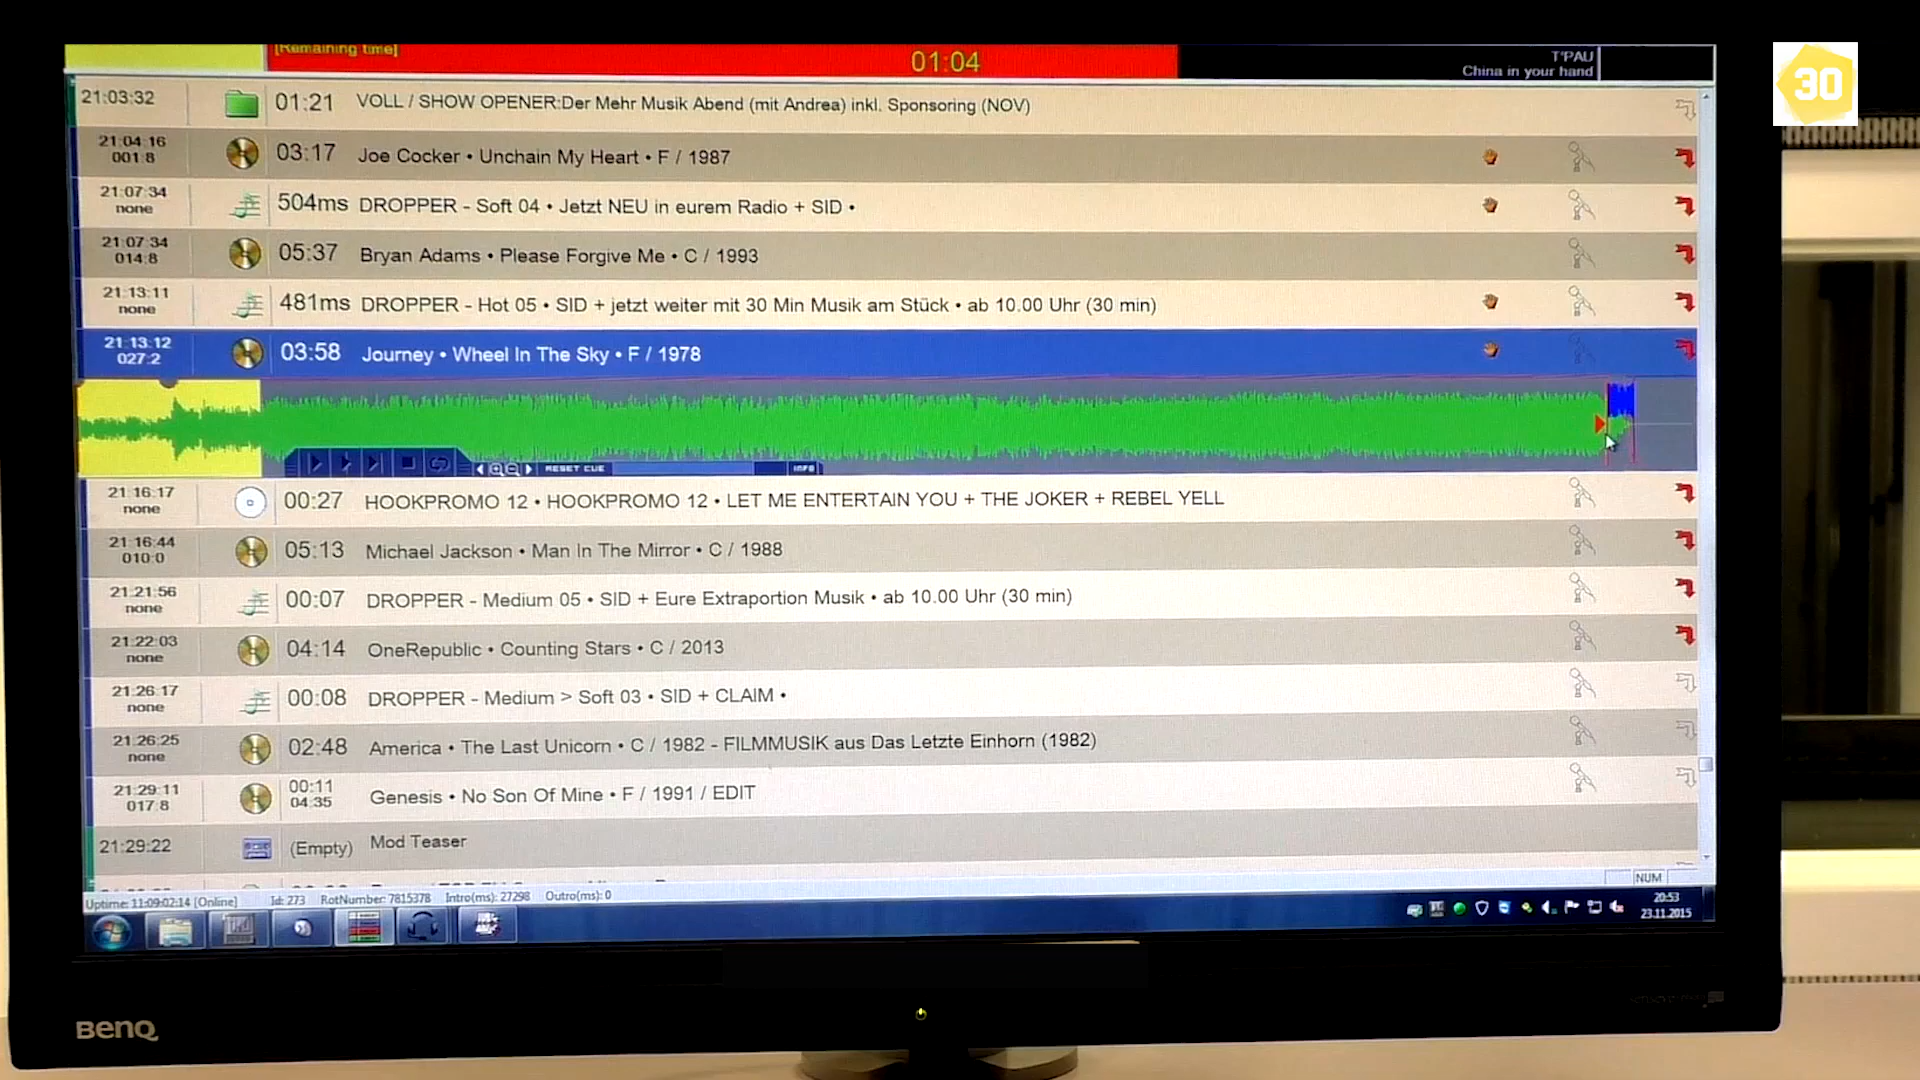 [Remaining time]
01:04
T'PAU
China in your hand
30
21:03:32 01:21 VOLL / SHOW OPENER:Der Mehr Musik Abend (mit Andrea) inkl. Sponsoring (NOV)
21:04:16
001:8
03:17 Joe Cocker • Unchain My Heart • F / 1987
21:07:34
none
504ms DROPPER - Soft 04 • Jetzt NEU in eurem Radio + SID •
21:07:34
014:8
05:37 Bryan Adams • Please Forgive Me • C / 1993
21:13:11
none
481ms DROPPER - Hot 05 • SID + jetzt weiter mit 30 Min Musik am Stück • ab 10.00 Uhr (30 min)
21:13:12
027:2
03:58 Journey • Wheel In The Sky • F / 1978
RESET CUE
INFO
21:16:17
none
00:27 HOOKPROMO 12 • HOOKPROMO 12 • LET ME ENTERTAIN YOU + THE JOKER + REBEL YELL
21:16:44
010:0
05:13 Michael Jackson • Man In The Mirror • C / 1988
21:21:56
none
00:07 DROPPER - Medium 05 • SID + Eure Extraportion Musik • ab 10.00 Uhr (30 min)
21:22:03
none
04:14 OneRepublic • Counting Stars • C / 2013
21:26:17
none
00:08 DROPPER - Medium > Soft 03 • SID + CLAIM •
21:26:25
none
02:48 America • The Last Unicorn • C / 1982 - FILMMUSIK aus Das Letzte Einhorn (1982)
21:29:11
017:8
00:11
04:35
Genesis • No Son Of Mine • F / 1991 / EDIT
21:29:22 (Empty) Mod Teaser
NUM
Uptime: 11:09:02:14 [Online] Id: 273 RotNumber: 7815378 Intro(ms): 27298 Outro(ms): 0
20:53
23.11.2015
BenQ